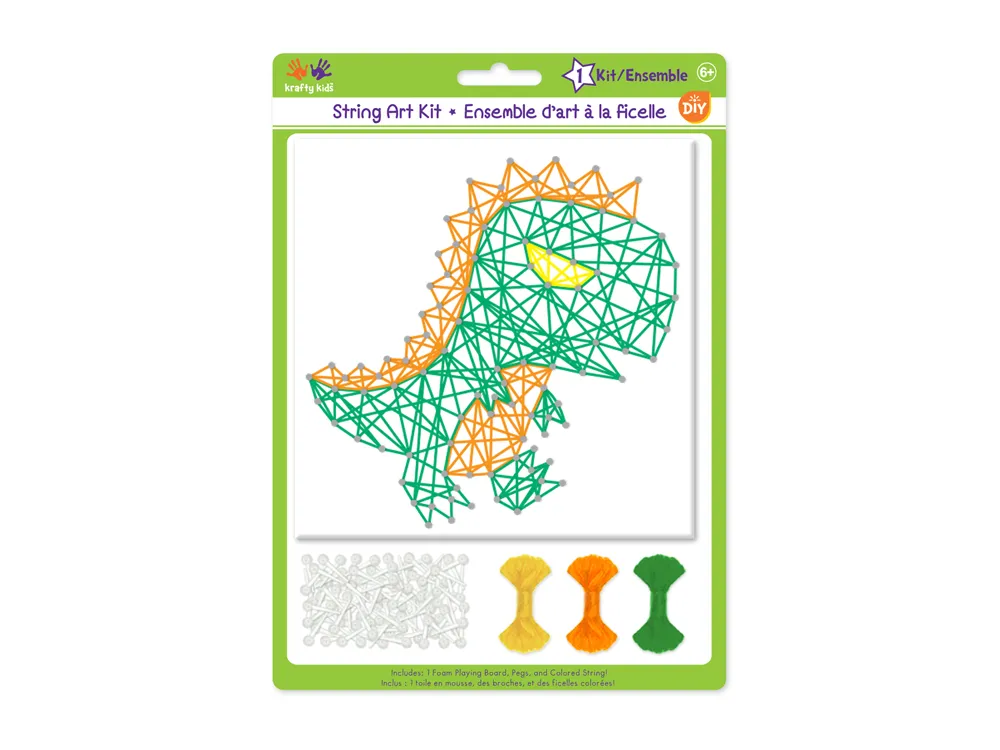 krafty kids
1 Kit/Ensemble
6+
String Art Kit ★ Ensemble d'art à la ficelle
DIY
Includes: 1 Foam Playing Board, Pegs, and Colored String!
Inclus : 1 toile en mousse, des broches, et des ficelles colorées!